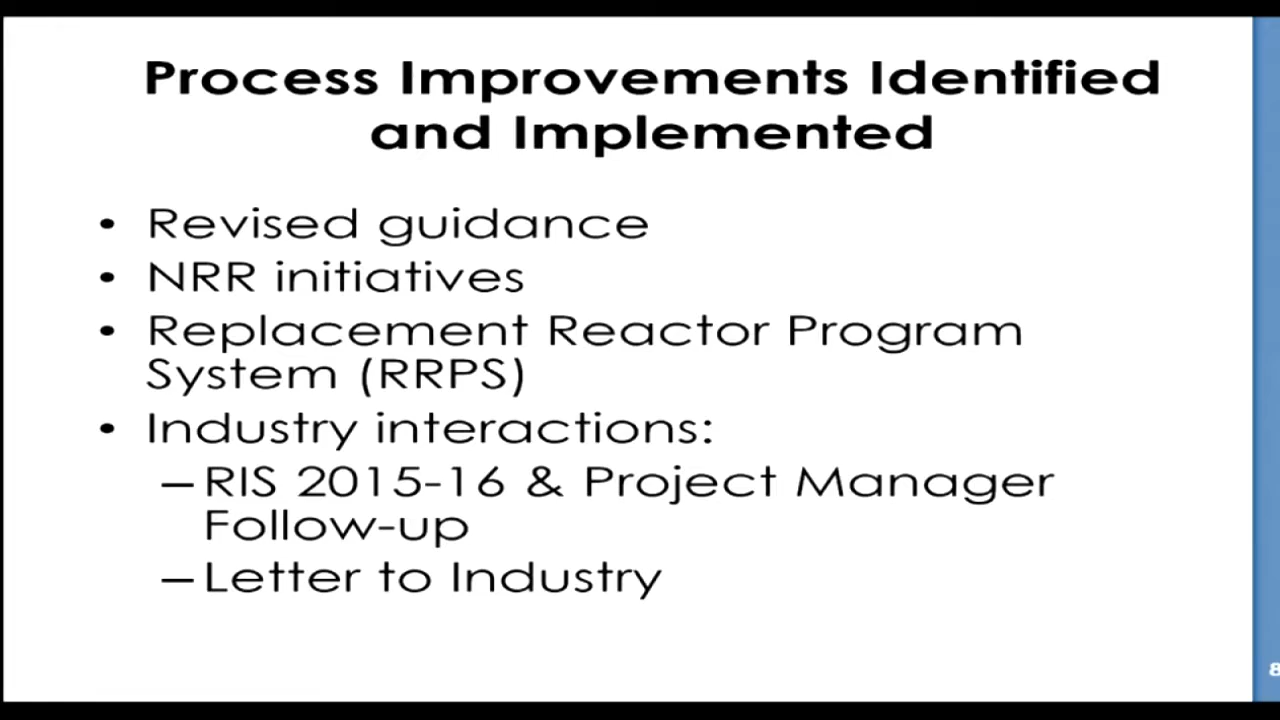 Process Improvements Identified
and Implemented
• Revised guidance
• NRR initiatives
• Replacement Reactor Program
System (RRPS)
• Industry interactions:
– RIS 2015-16 & Project Manager
Follow-up
– Letter to Industry
8